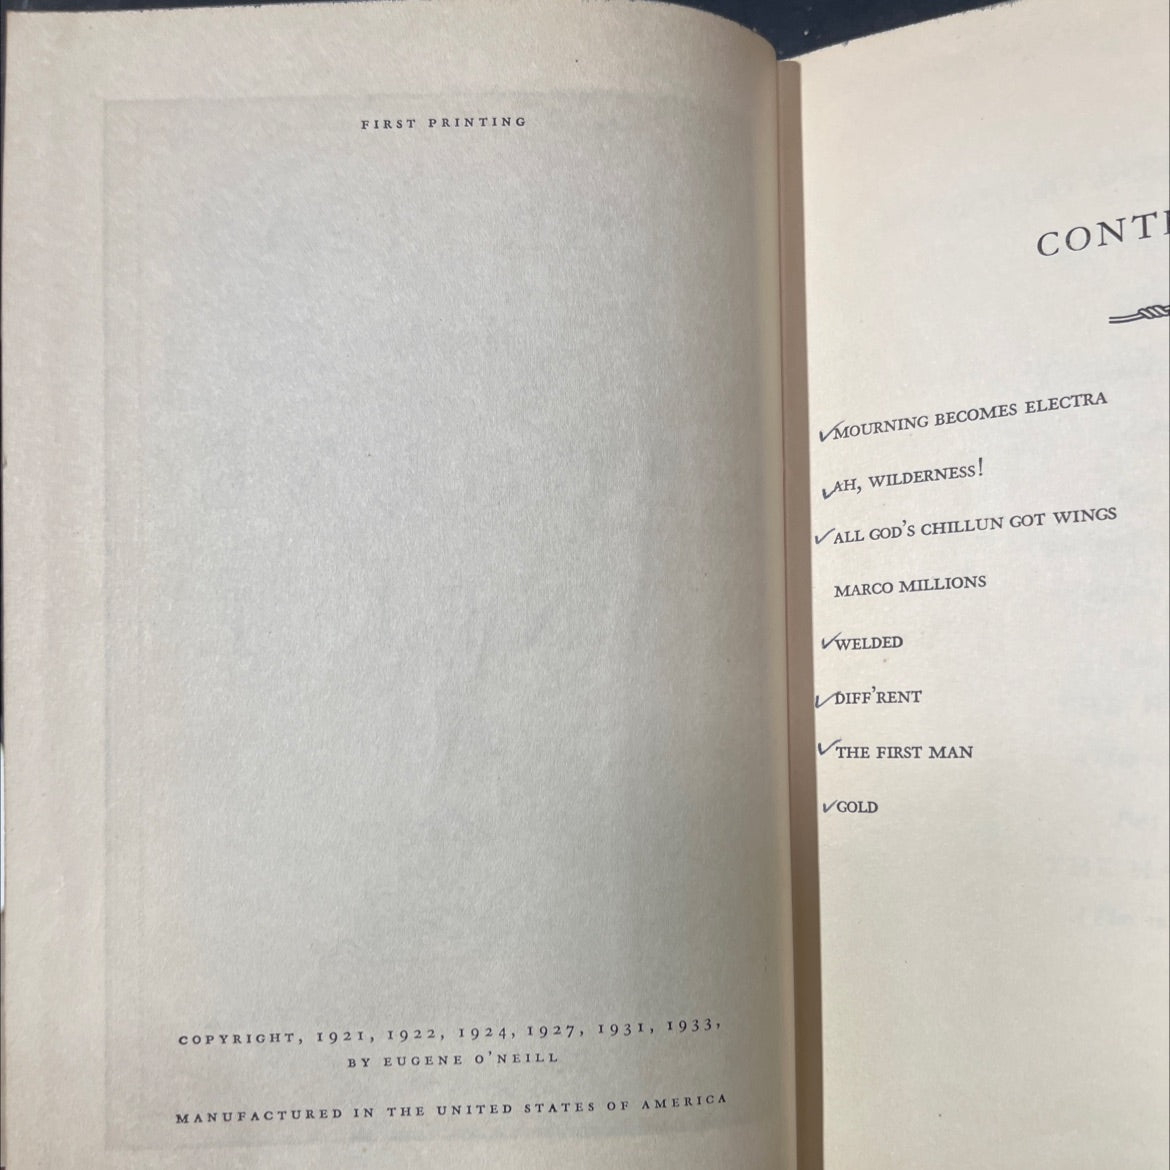 FIRST PRINTING
COPYRIGHT, 1921, 1922, 1924, 1927, 1931, 1933,
BY EUGENE O'NEILL
MANUFACTURED IN THE UNITED STATES OF AMERICA
CONT
MOURNING BECOMES ELECTRA
AH, WILDERNESS!
ALL GOD'S CHILLUN GOT WINGS
MARCO MILLIONS
WELDED
DIFF'RENT
THE FIRST MAN
GOLD